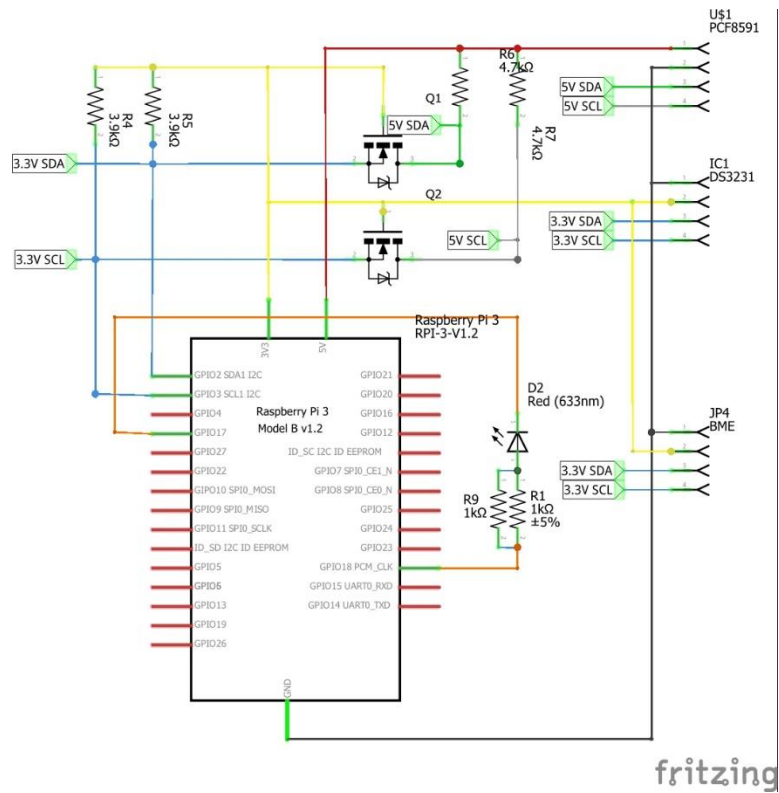 U$1
PCF8591
R6
4.7kΩ
R4
3.9kΩ
R5
3.9kΩ
Q1
5V SDA
5V SDA
5V SCL
R7
4.7kΩ
3.3V SDA
IC1
DS3231
Q2
3.3V SDA
5V SCL
3.3V SCL
3.3V SCL
Raspberry Pi 3
RPI-3-V1.2
3V3
5V
GPIO2 SDA1 I2C
GPIO21
GPIO3 SCL1 I2C
GPIO20
GPIO4
Raspberry Pi 3
GPIO16
GPIO17
Model B v1.2
GPIO12
D2
Red (633nm)
GPIO27
ID_SC I2C ID EEPROM
JP4
BME
GPIO22
GPIO7 SPI0_CE1_N
3.3V SDA
GIPO10 SPI0_MOSI
GPIO8 SPI0_CE0_N
3.3V SCL
R9
1kΩ
R1
1kΩ
±5%
GPIO9 SPI0_MISO
GPIO25
GPIO11 SPI0_SCLK
GPIO24
ID_SD I2C ID EEPROM
GPIO23
GPIO5
GPIO18 PCM_CLK
GPIO6
GPIO15 UART0_RXD
GPIO13
GPIO14 UART0_TXD
GPIO19
GPIO26
GND
fritzing